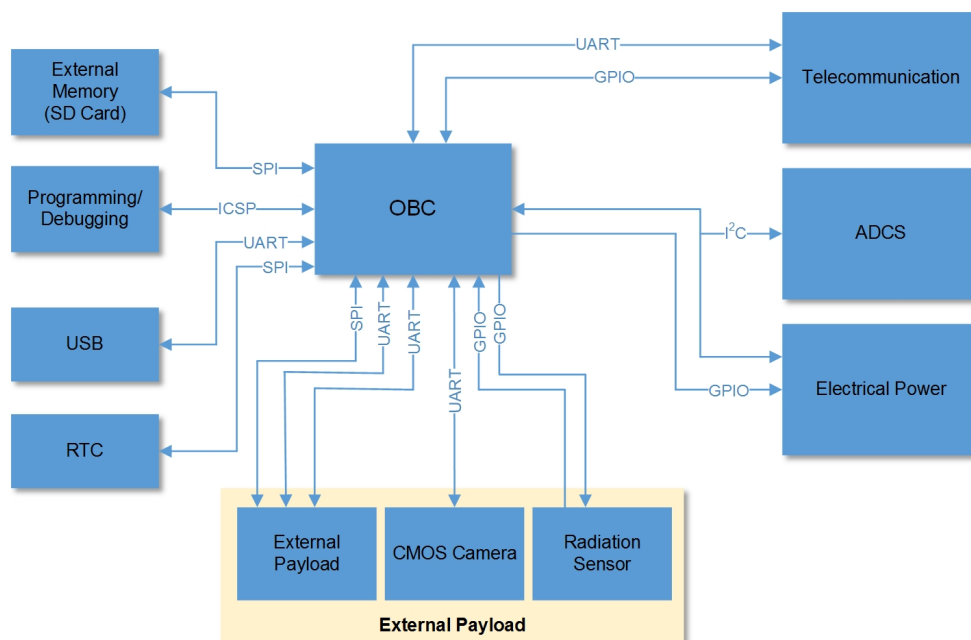 UART
GPIO
Telecommunication
External
Memory
(SD Card)
SPI
Programming/
Debugging
ICSP
OBC
UART
SPI
I²C
ADCS
USB
SPI
UART
UART
UART
GPIO
GPIO
GPIO
Electrical Power
RTC
External
Payload
CMOS Camera
Radiation
Sensor
External Payload